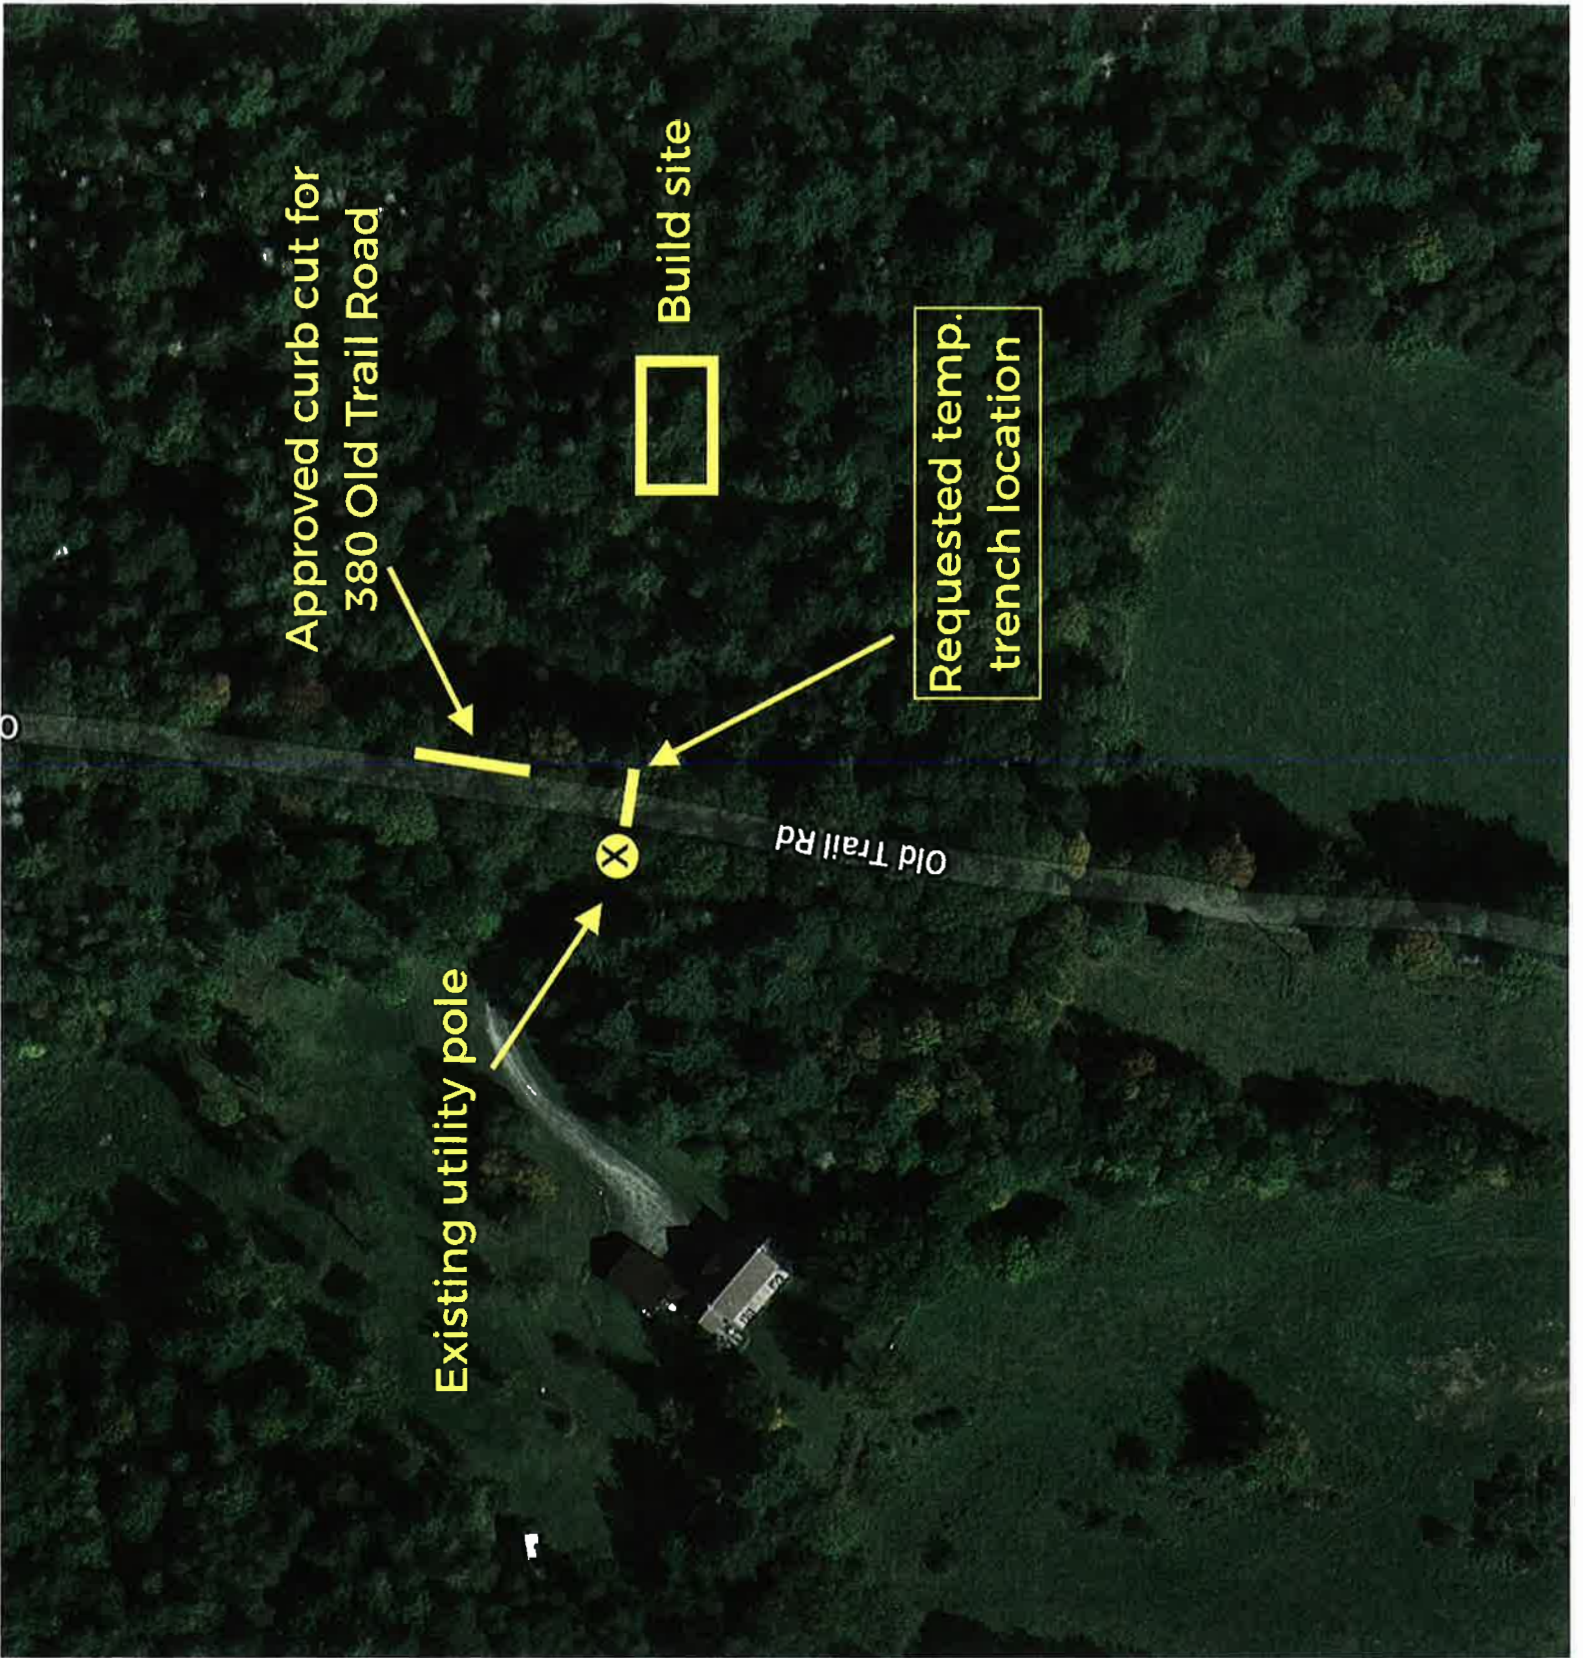 Approved curb cut for
380 Old Trail Road
Build site
Requested temp.
trench location
Existing utility pole
X
Old Trail Rd
O